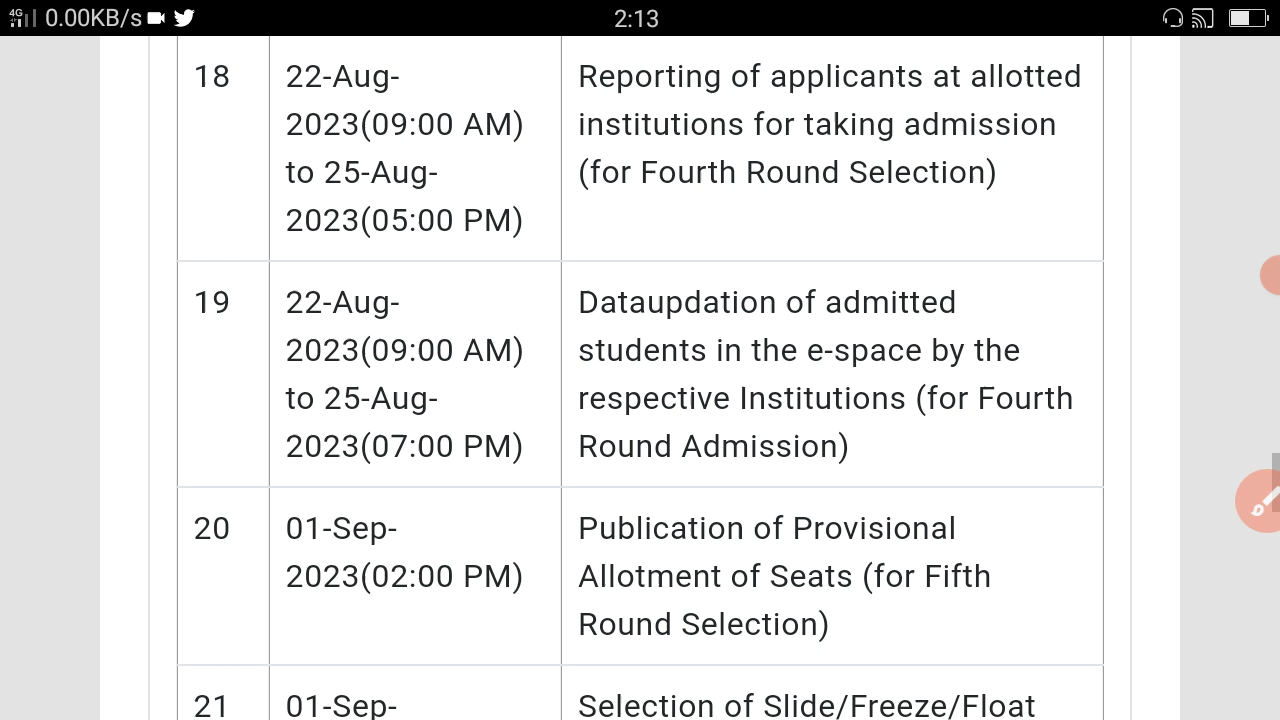 4G 0.00KB/s 2:13
18
22-Aug-
2023(09:00 AM)
to 25-Aug-
2023(05:00 PM)
Reporting of applicants at allotted
institutions for taking admission
(for Fourth Round Selection)
19
22-Aug-
2023(09:00 AM)
to 25-Aug-
2023(07:00 PM)
Dataupdation of admitted
students in the e-space by the
respective Institutions (for Fourth
Round Admission)
20
01-Sep-
2023(02:00 PM)
Publication of Provisional
Allotment of Seats (for Fifth
Round Selection)
21
01-Sep-
Selection of Slide/Freeze/Float